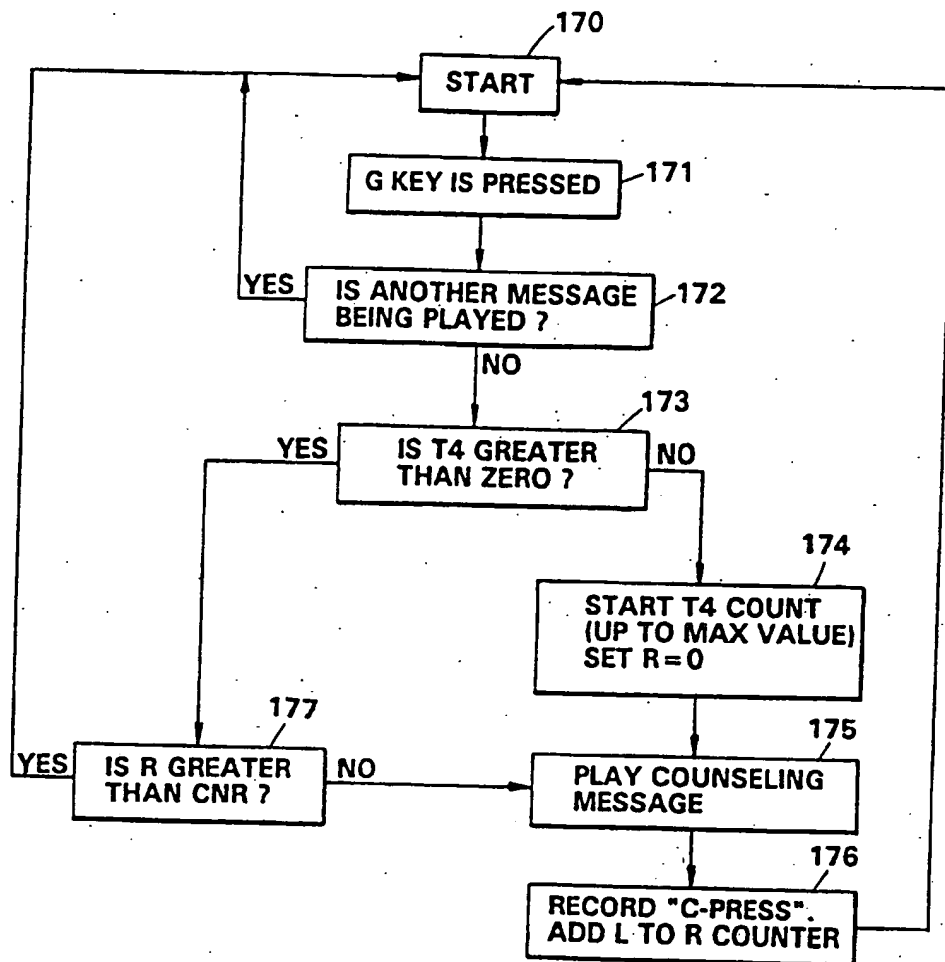 170
START
G KEY IS PRESSED
171
YES
IS ANOTHER MESSAGE
BEING PLAYED ?
172
NO
173
YES
IS T4 GREATER
THAN ZERO ?
NO
174
START T4 COUNT
(UP TO MAX VALUE)
SET R=0
177
YES
IS R GREATER
THAN CNR ?
NO
175
PLAY COUNSELING
MESSAGE
176
RECORD "C-PRESS".
ADD L TO R COUNTER